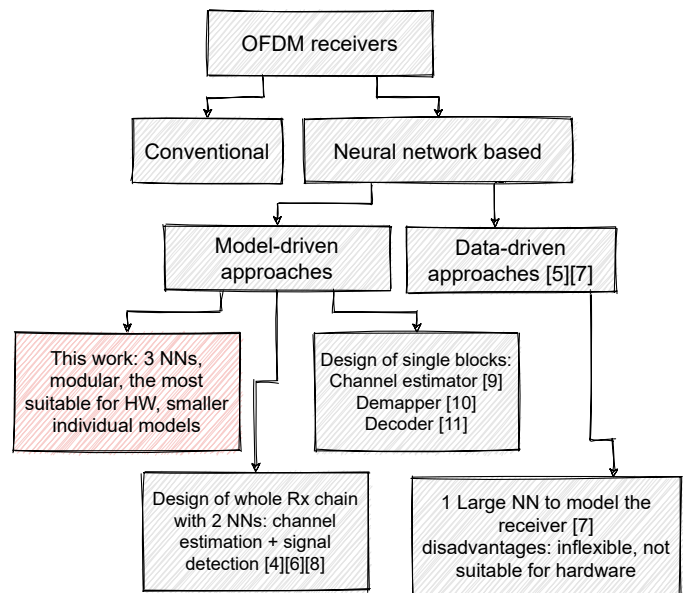 OFDM receivers
Conventional
Neural network based
Model-driven
approaches
Data-driven
approaches [5][7]
This work: 3 NNs,
modular, the most
suitable for HW, smaller
individual models
Design of single blocks:
Channel estimator [9]
Demapper [10]
Decoder [11]
Design of whole Rx chain
with 2 NNs: channel
estimation + signal
detection [4][6][8]
1 Large NN to model the
receiver [7]
disadvantages: inflexible, not
suitable for hardware